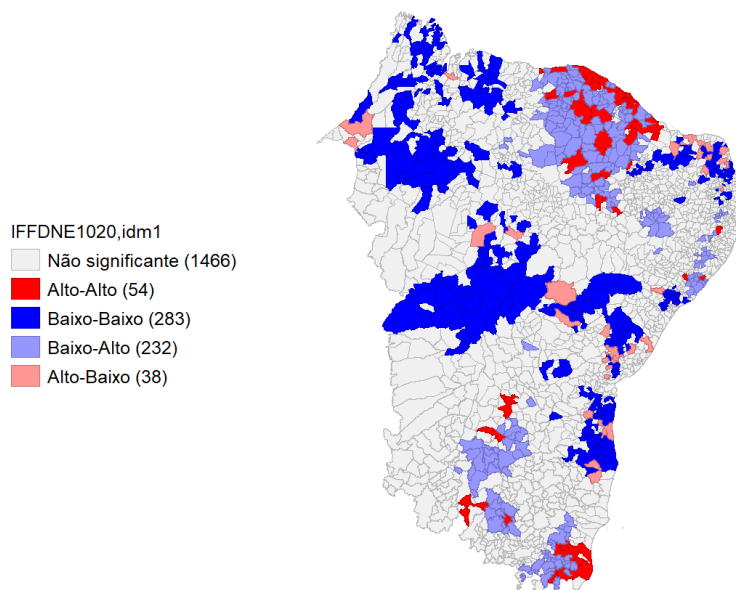 IFFDNE1020,idm1
Não significante (1466)
Alto-Alto (54)
Baixo-Baixo (283)
Baixo-Alto (232)
Alto-Baixo (38)